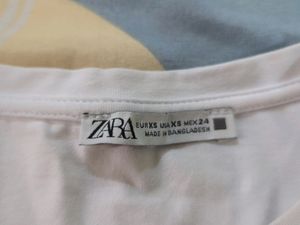 ZARA
EUR XS USA XS MEX 24
MADE IN BANGLADESH